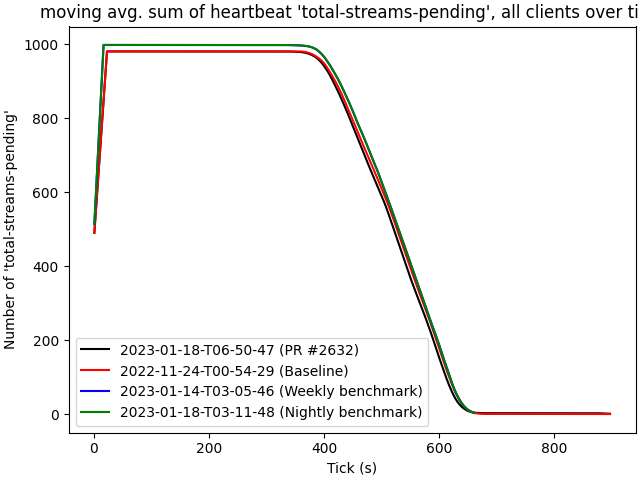 moving avg. sum of heartbeat 'total-streams-pending', all clients over ti
1000
800
600
400
200
0
Number of 'total-streams-pending'
2023-01-18-T06-50-47 (PR #2632)
2022-11-24-T00-54-29 (Baseline)
2023-01-14-T03-05-46 (Weekly benchmark)
2023-01-18-T03-11-48 (Nightly benchmark)
0 200 400 600 800
Tick (s)